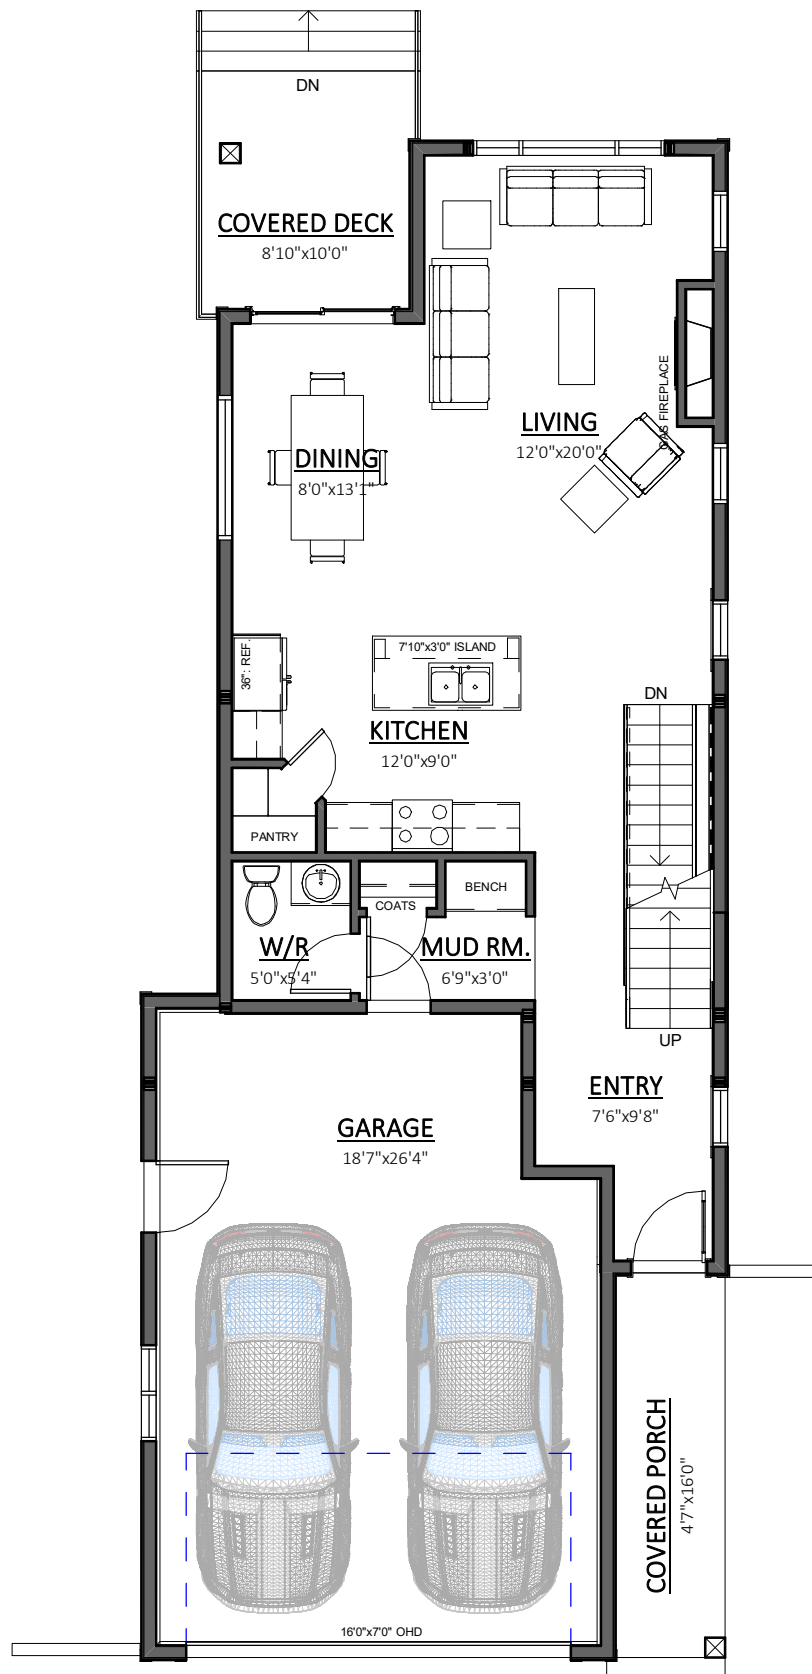 DN
COVERED DECK
8'10"x10'0"
GAS FIREPLACE
LIVING
12'0"x20'0"
DINING
8'0"x13'1"
36": REF.
7'10"x3'0" ISLAND
DN
KITCHEN
12'0"x9'0"
PANTRY
BENCH
COATS
W/R
5'0"x5'4"
MUD RM.
6'9"x3'0"
UP
ENTRY
7'6"x9'8"
GARAGE
18'7"x26'4"
COVERED PORCH
4'7"x16'0"
16'0"x7'0" OHD